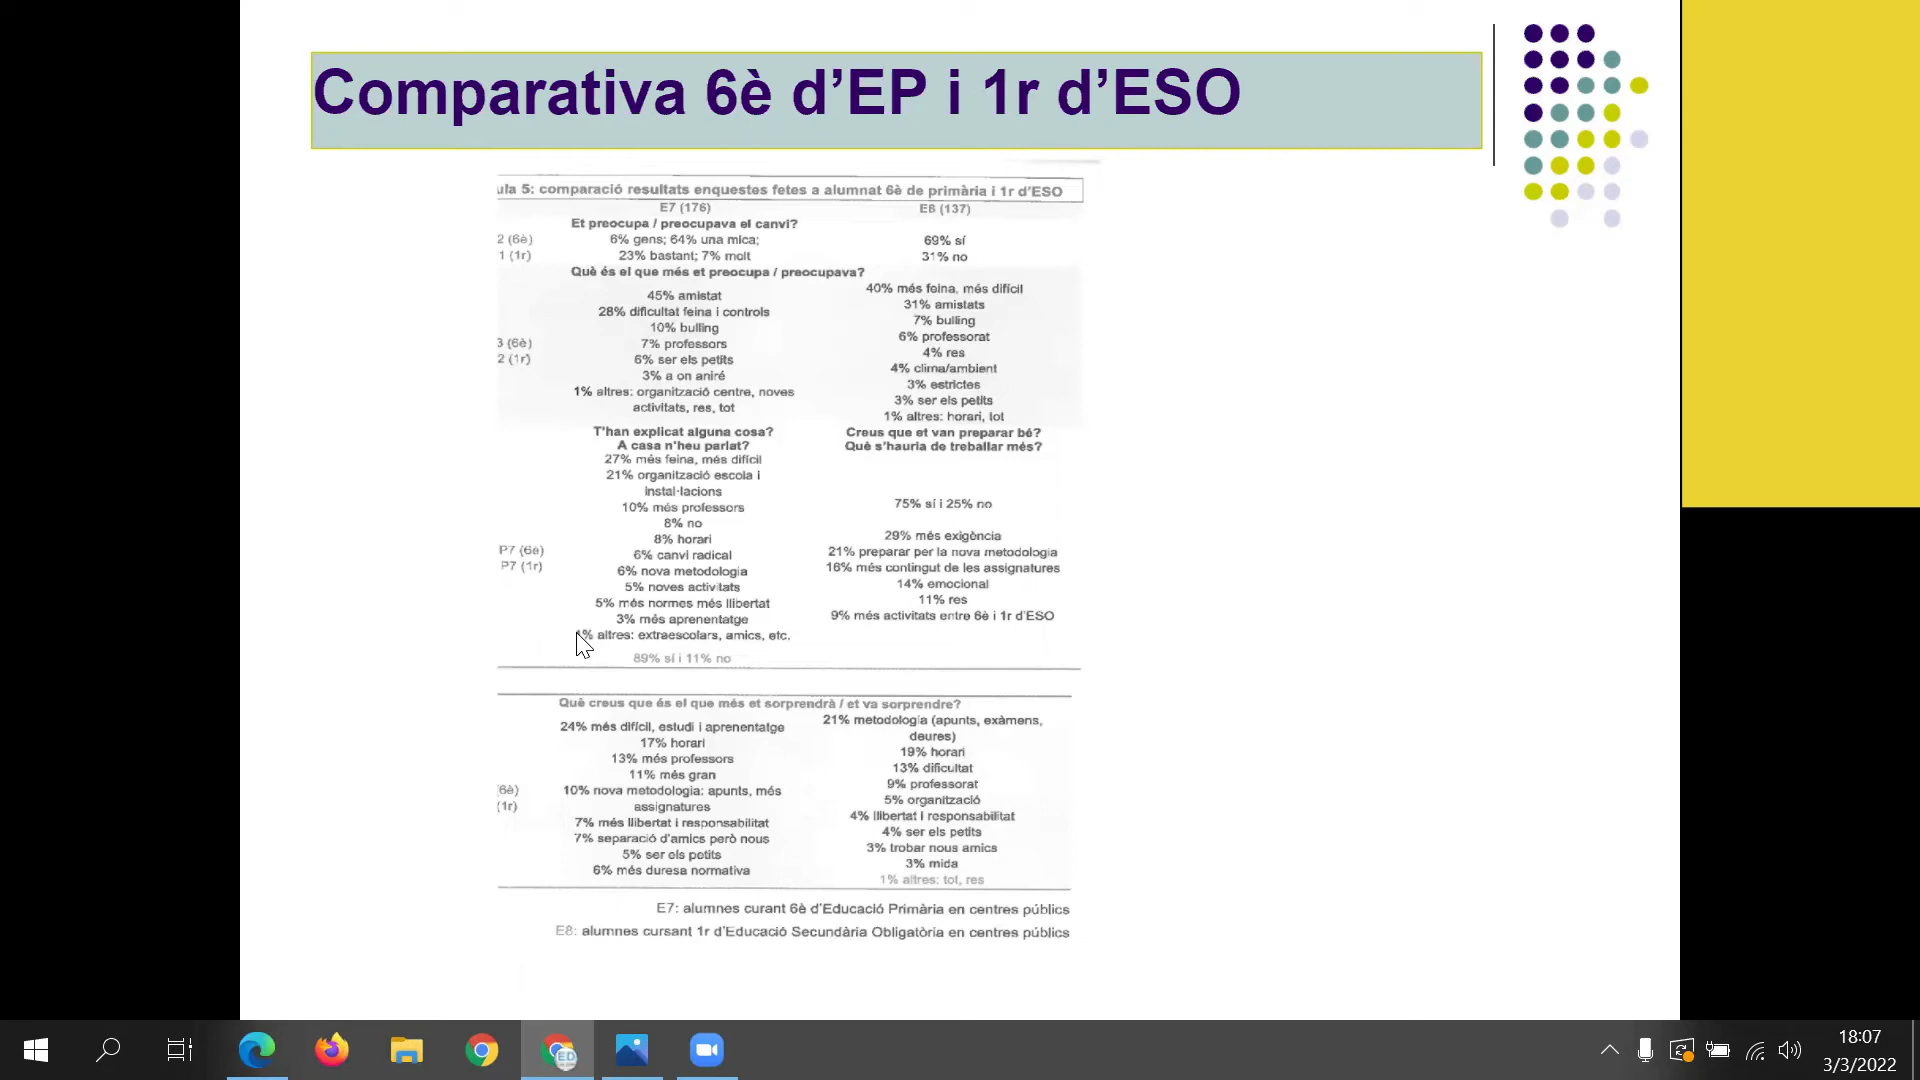 Comparativa 6è d'EP i 1r d'ESO
ula 5: comparació resultats enquestes fetes a alumnat 6è de primària i 1r d'ESO
E7 (176) E8 (137)
Et preocupa / preocupava el canvi?
2 (6è) 6% gens; 64% una mica; 69% sí
1 (1r) 23% bastant; 7% molt 31% no
Què és el que més et preocupa / preocupava?
40% més feina, més difícil
45% amistat 31% amistats
28% dificultat feina i controls
10% bulling 7% bulling
3 (6è) 7% professors 6% professorat
2 (1r) 6% ser els petits 4% res
3% a on aniré 4% clima/ambient
1% altres: organització centre, noves 3% estrictes
activitats, res, tot 3% ser els petits
1% altres: horari, tot
T'han explicat alguna cosa? Creus que et van preparar bé?
A casa n'heu parlat? Què s'hauria de treballar més?
27% més feina, més difícil
21% organització escola i
instal·lacions
10% més professors 75% sí i 25% no
8% no
8% horari 29% més exigència
P7 (6è) 6% canvi radical 21% preparar per la nova metodologia
P7 (1r) 6% nova metodologia 16% més contingut de les assignatures
5% noves activitats 14% emocional
5% més normes més llibertat 11% res
3% més aprenentatge 9% més activitats entre 6è i 1r d'ESO
1% altres: extraescolars, amics, etc.
89% sí i 11% no
Què creus que és el que més et sorprendrà / et va sorprendre?
24% més difícil, estudi i aprenentatge 21% metodologia (apunts, exàmens,
deures)
17% horari 19% horari
13% més professors 13% dificultat
11% més gran 9% professorat
(6è) 10% nova metodologia: apunts, més 5% organització
(1r) assignatures 4% llibertat i responsabilitat
7% més llibertat i responsabilitat 4% ser els petits
7% separació d'amics però nous 3% trobar nous amics
5% ser els petits 3% mida
6% més duresa normativa 1% altres: tot, res
E7: alumnes curant 6è d'Educació Primària en centres públics
E8: alumnes cursant 1r d'Educació Secundària Obligatòria en centres públics
ED
18:07
3/3/2022